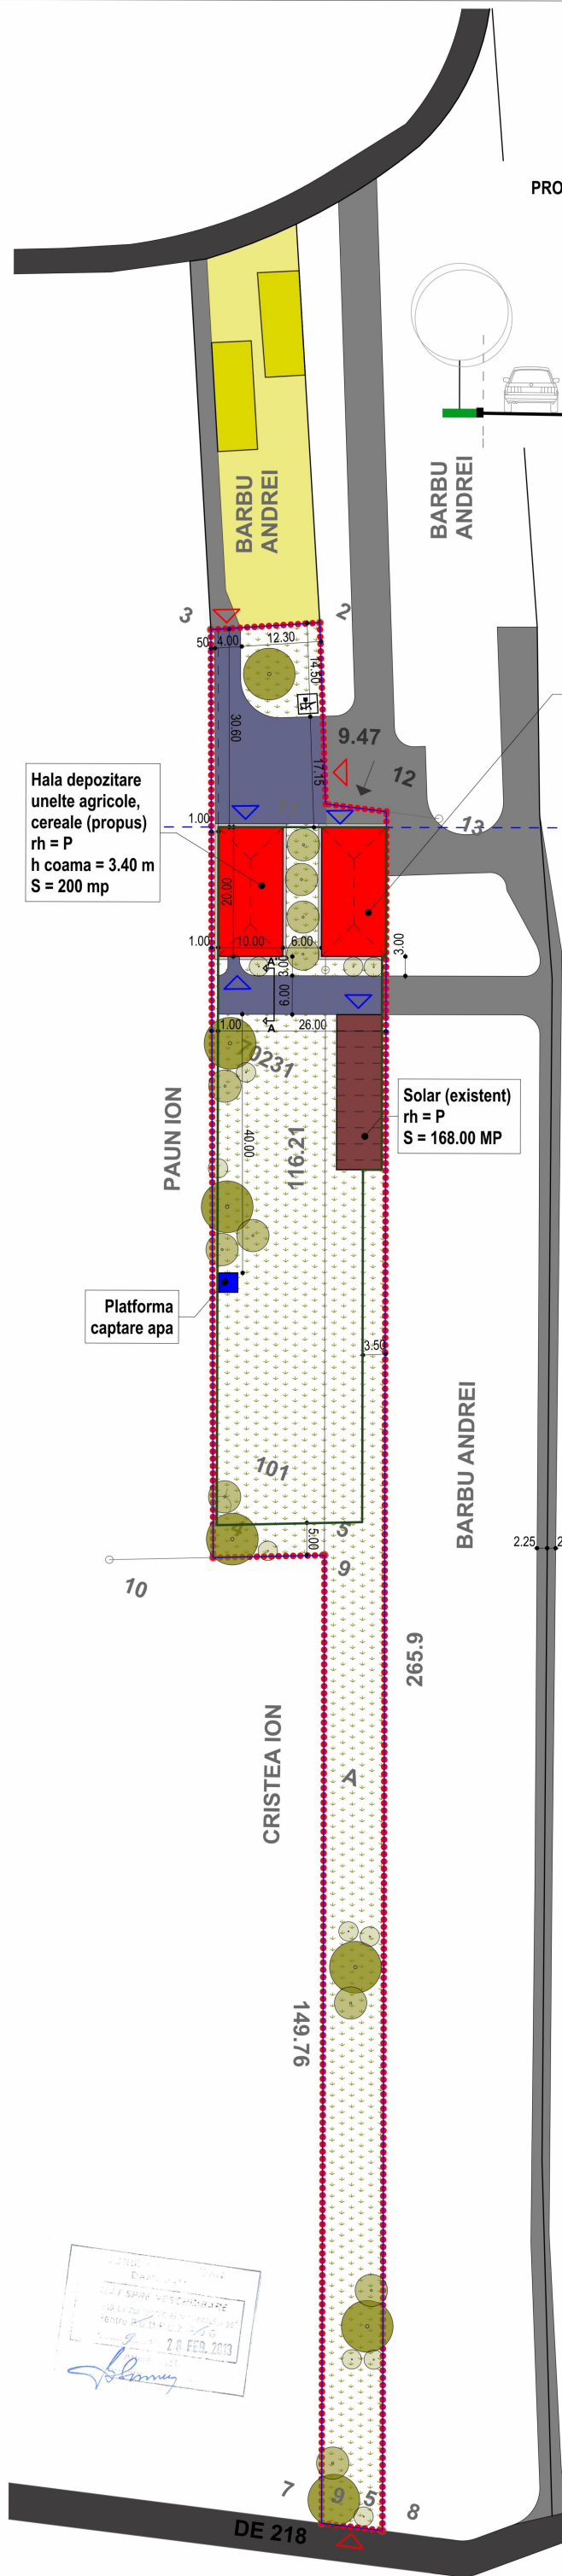 PRO
BARBU
ANDREI
BARBU
ANDREI
3
2
50
4.00
12.30
14.50
30.60
9.47
17.15
12
13
Hala depozitare
unelte agricole,
cereale (propus)
rh = P
h coama = 3.40 m
S = 200 mp
1.00
20.00
1.00
10.00
6.00
3.00
3.00
A'
6.00
A
1.00
26.00
70231
PAUN ION
40.00
116.21
Solar (existent)
rh = P
S = 168.00 MP
Platforma
captare apa
3.50
101
BARBU ANDREI
4
5
5.00
9
2.25
2
10
265.9
CRISTEA ION
A
149.76
28 FEB. 2013
7
9
5
8
DE 218